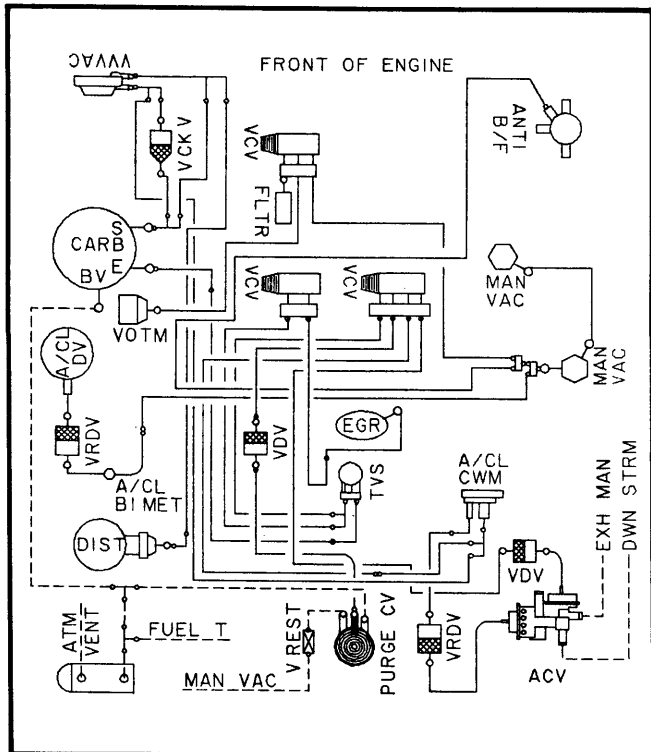 FRONT OF ENGINE
VVVAC
ANTI
B/F
VCKV
VCV
FLTR
S
CARB
E
BV
MAN
VAC
VCV
VCV
VOTM
A/CL
DV
MAN
VAC
EGR
VRDV
VDV
A/CL
BIMET
TVS
A/CL
CWM
EXH MAN
DWN STRM
DIST
VDV
ATM
VENT
FUEL T
V REST
PURGE CV
VRDV
MAN VAC
ACV